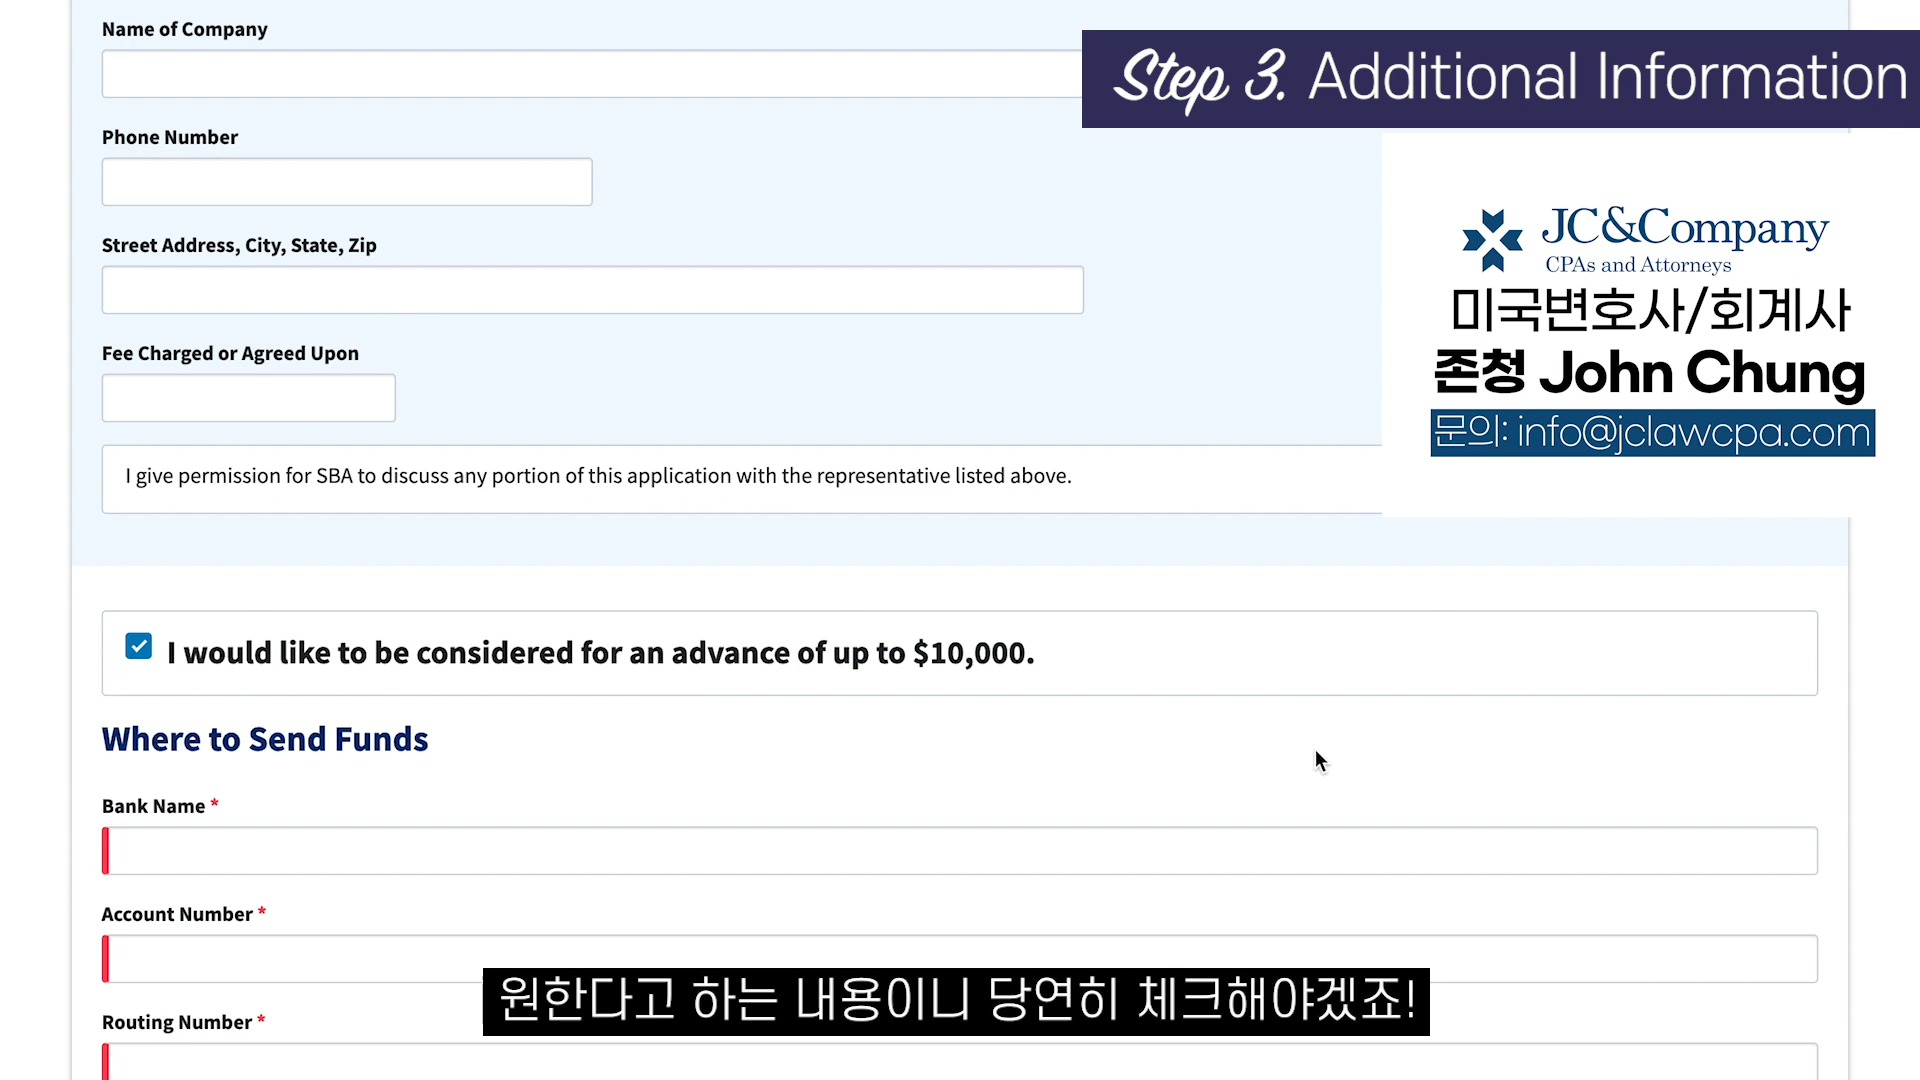 Name of Company
Step 3. Additional Information
Phone Number
Street Address, City, State, Zip
JC&Company
CPAs and Attorneys
미국변호사/회계사
존청 John Chung
문의: info@jclawcpa.com
Fee Charged or Agreed Upon
I give permission for SBA to discuss any portion of this application with the representative listed above.
I would like to be considered for an advance of up to $10,000.
Where to Send Funds
Bank Name *
Account Number *
원한다고 하는 내용이니 당연히 체크해야겠죠!
Routing Number *